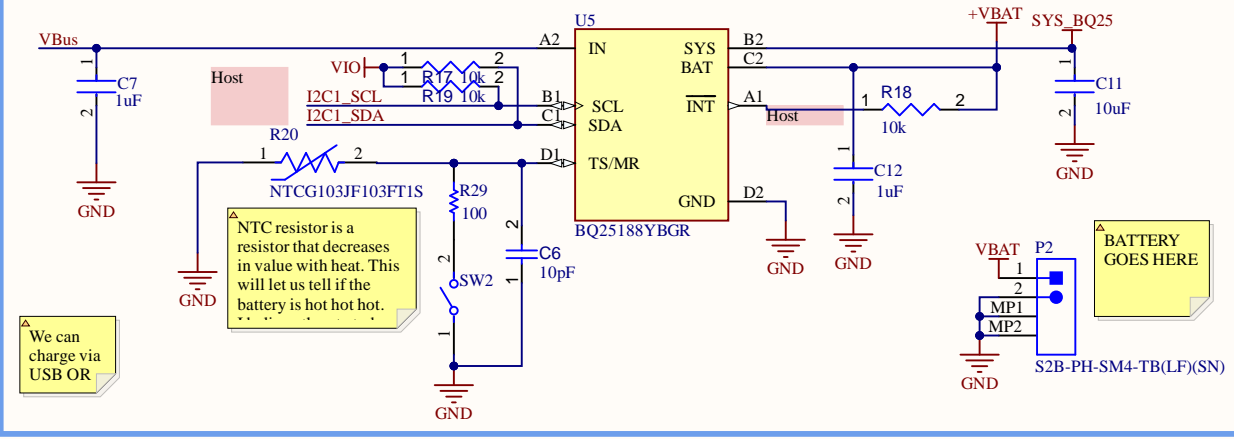 U5
+VBAT
SYS_BQ25
VBus
A2
IN
SYS
B2
BAT
C2
VIO
1
2
R17 10k
1
2
R19 10k
Host
I2C1_SCL
B1
SCL
INT
A1
I2C1_SDA
C1
SDA
Host
1
R18
2
10k
1
C7
1uF
2
1
C11
10uF
2
GND
GND
R20
1
2
NTCG103JF103FT1S
D1
TS/MR
GND
D2
BQ25188YBGR
R29
100
2
C6
10pF
1
2
SW2
1
GND
GND
GND
1
C12
1uF
2
GND
NTC resistor is a
resistor that decreases
in value with heat. This
will let us tell if the
battery is hot hot hot.
We can
charge via
USB OR
VBAT
P2
1
2
MP1
MP2
GND
S2B-PH-SM4-TB(LF)(SN)
BATTERY
GOES HERE